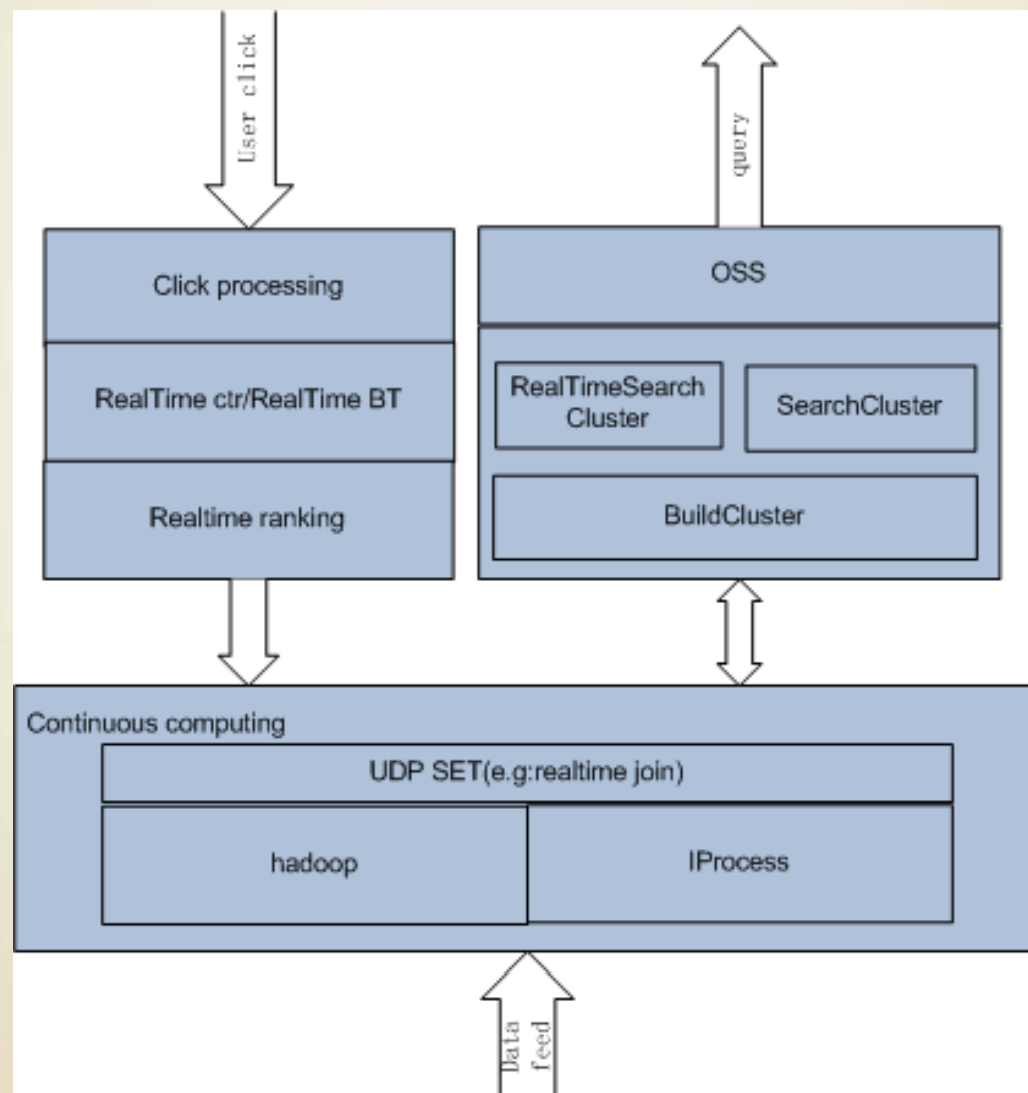 User click
query
Click processing
RealTime ctr/RealTime BT
Realtime ranking
OSS
RealTimeSearch
Cluster
SearchCluster
BuildCluster
Continuous computing
UDP SET(e.g:realtime join)
hadoop
IProcess
Data
feed